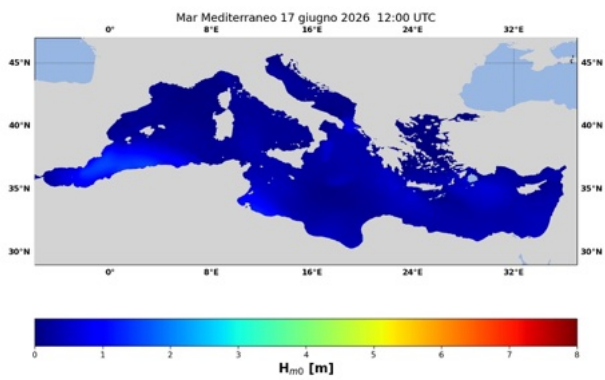 Mar Mediterraneo 17 giugno 2026 12:00 UTC
0° 8°E 16°E 24°E 32°E
45°N 45°N
40°N 40°N
35°N 35°N
30°N 30°N
0° 8°E 16°E 24°E 32°E
0 1 2 3 4 5 6 7 8
Hm0 [m]